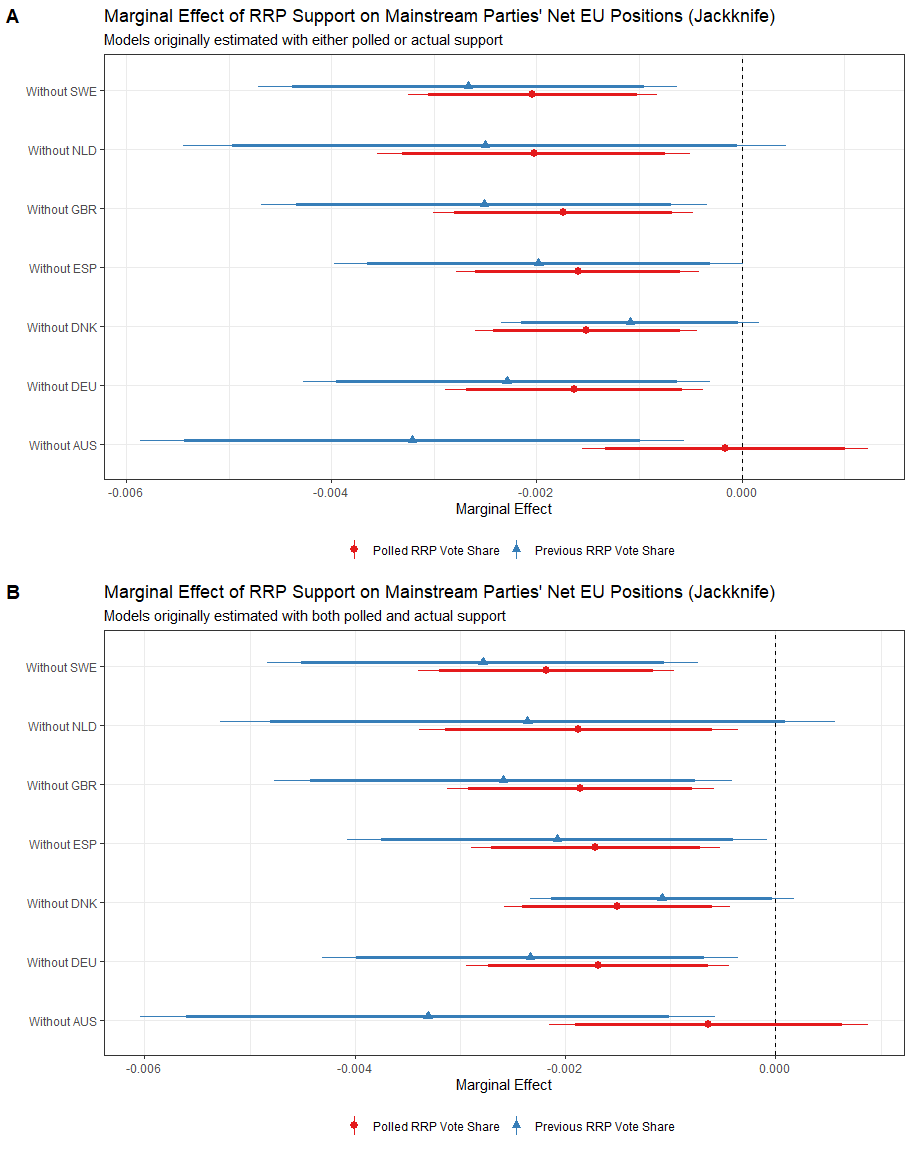 A
Marginal Effect of RRP Support on Mainstream Parties' Net EU Positions (Jackknife)
Models originally estimated with either polled or actual support
Without SWE
Without NLD
Without GBR
Without ESP
Without DNK
Without DEU
Without AUS
-0.006 -0.004 -0.002 0.000
Marginal Effect
Polled RRP Vote Share Previous RRP Vote Share
B
Marginal Effect of RRP Support on Mainstream Parties' Net EU Positions (Jackknife)
Models originally estimated with both polled and actual support
Without SWE
Without NLD
Without GBR
Without ESP
Without DNK
Without DEU
Without AUS
-0.006 -0.004 -0.002 0.000
Marginal Effect
Polled RRP Vote Share Previous RRP Vote Share